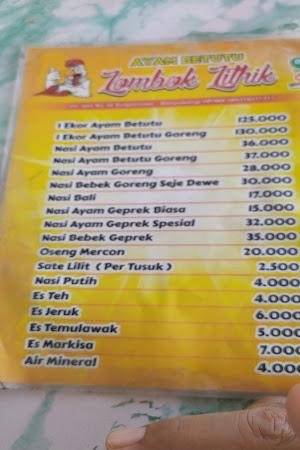 AYAM BETUTU
Lombok Lithik
1 Ekor Ayam Betutu 125.000
1 Ekor Ayam Betutu Goreng 130.000
Nasi Ayam Betutu 36.000
Nasi Ayam Betutu Goreng 37.000
Nasi Ayam Goreng 28.000
Nasi Bebek Goreng Seje Dewe 30.000
Nasi Bali 17.000
Nasi Ayam Geprek Biasa 15.000
Nasi Ayam Geprek Spesial 32.000
Nasi Bebek Geprek 35.000
Oseng Mercon 20.000
Sate Lilit ( Per Tusuk ) 2.500
Nasi Putih 4.000
Es Teh 4.000
Es Jeruk 6.000
Es Temulawak 5.000
Es Markisa 7.000
Air Mineral 4.000